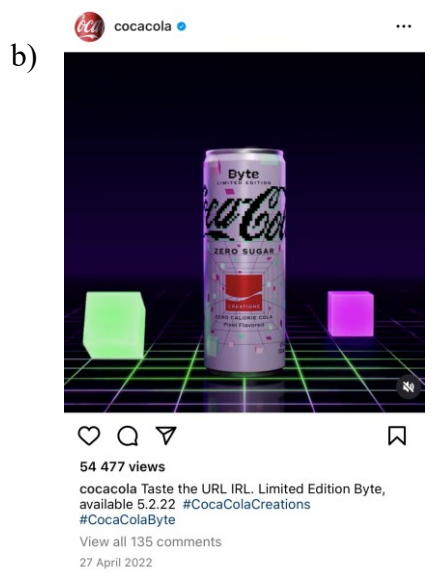 cocacola
b)
Byte
LIMITED EDITION
Coca-Col
ZERO SUGAR
CREATIONS
ZERO CALORIE COLA
Pixel Flavored
54 477 views
cocacola Taste the URL IRL. Limited Edition Byte,
available 5.2.22 #CocaColaCreations
#CocaColaByte
View all 135 comments
27 April 2022